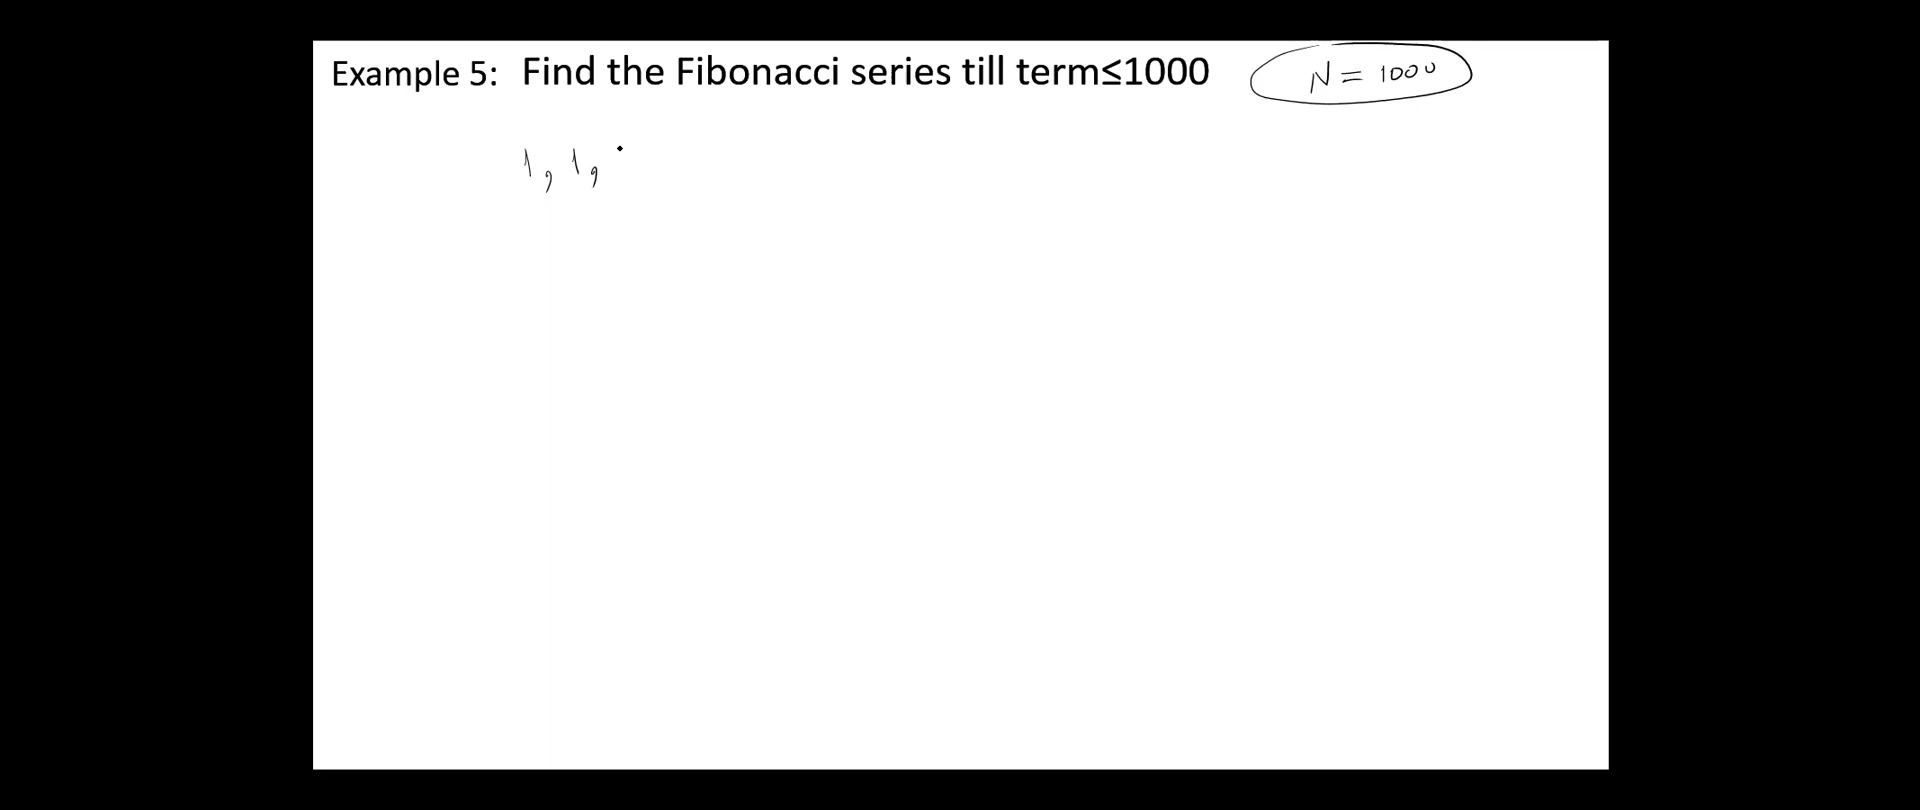 Example 5: Find the Fibonacci series till term≤1000 N = 1000
1, 1,